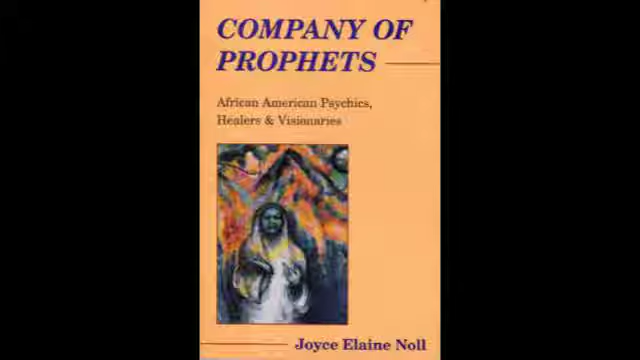 COMPANY OF
PROPHETS
African American Psychics,
Healers & Visionaries
Joyce Elaine Noll